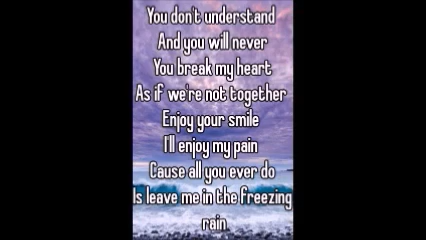 You don't understand
And you will never
You break my heart
As if we're not together
Enjoy your smile
I'll enjoy my pain
Cause all you ever do
Is leave me in the freezing
rain